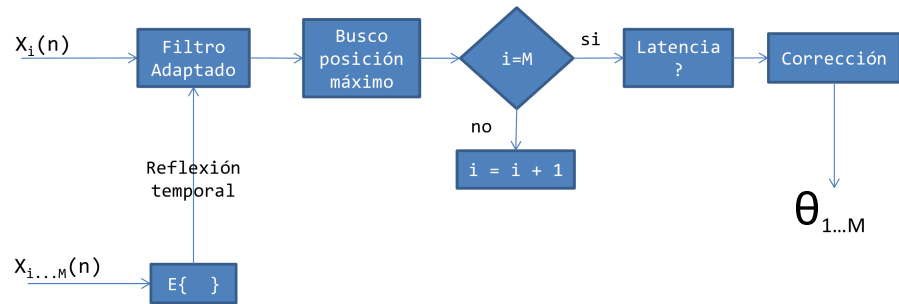 Xi(n)
Filtro
Adaptado
Busco
posición
máximo
i=M
si
no
i = i + 1
Latencia
?
Corrección
θ1…M
Reflexión
temporal
Xi...M(n)
E{ }